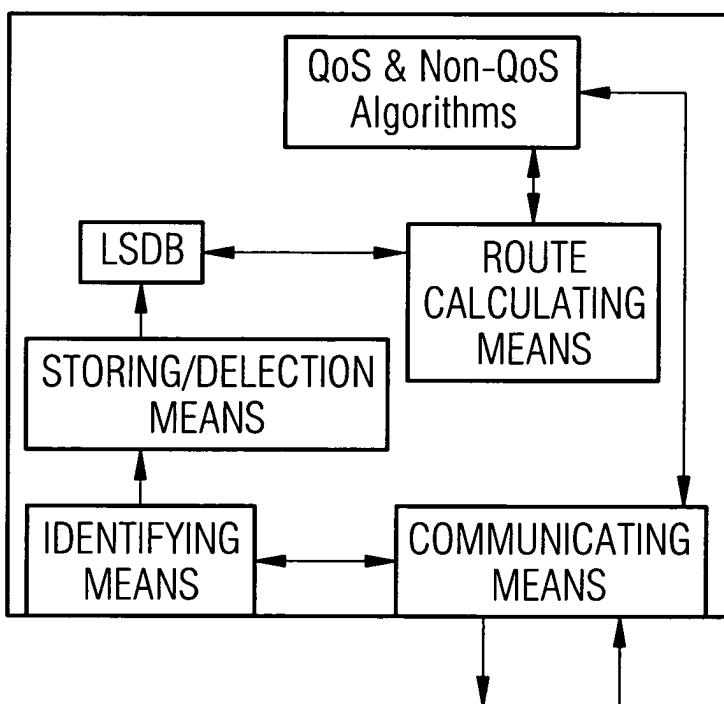 QoS & Non-QoS
Algorithms
LSDB
ROUTE
CALCULATING
MEANS
STORING/DELECTION
MEANS
IDENTIFYING
MEANS
COMMUNICATING
MEANS